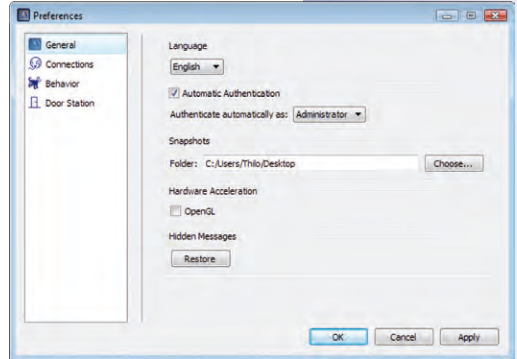 Preferences
General
Connections
Behavior
Door Station
Language
English
Automatic Authentication
Authenticate automatically as: Administrator
Snapshots
Folder: C:/Users/Thilo/Desktop Choose...
Hardware Acceleration
OpenGL
Hidden Messages
Restore
OK Cancel Apply